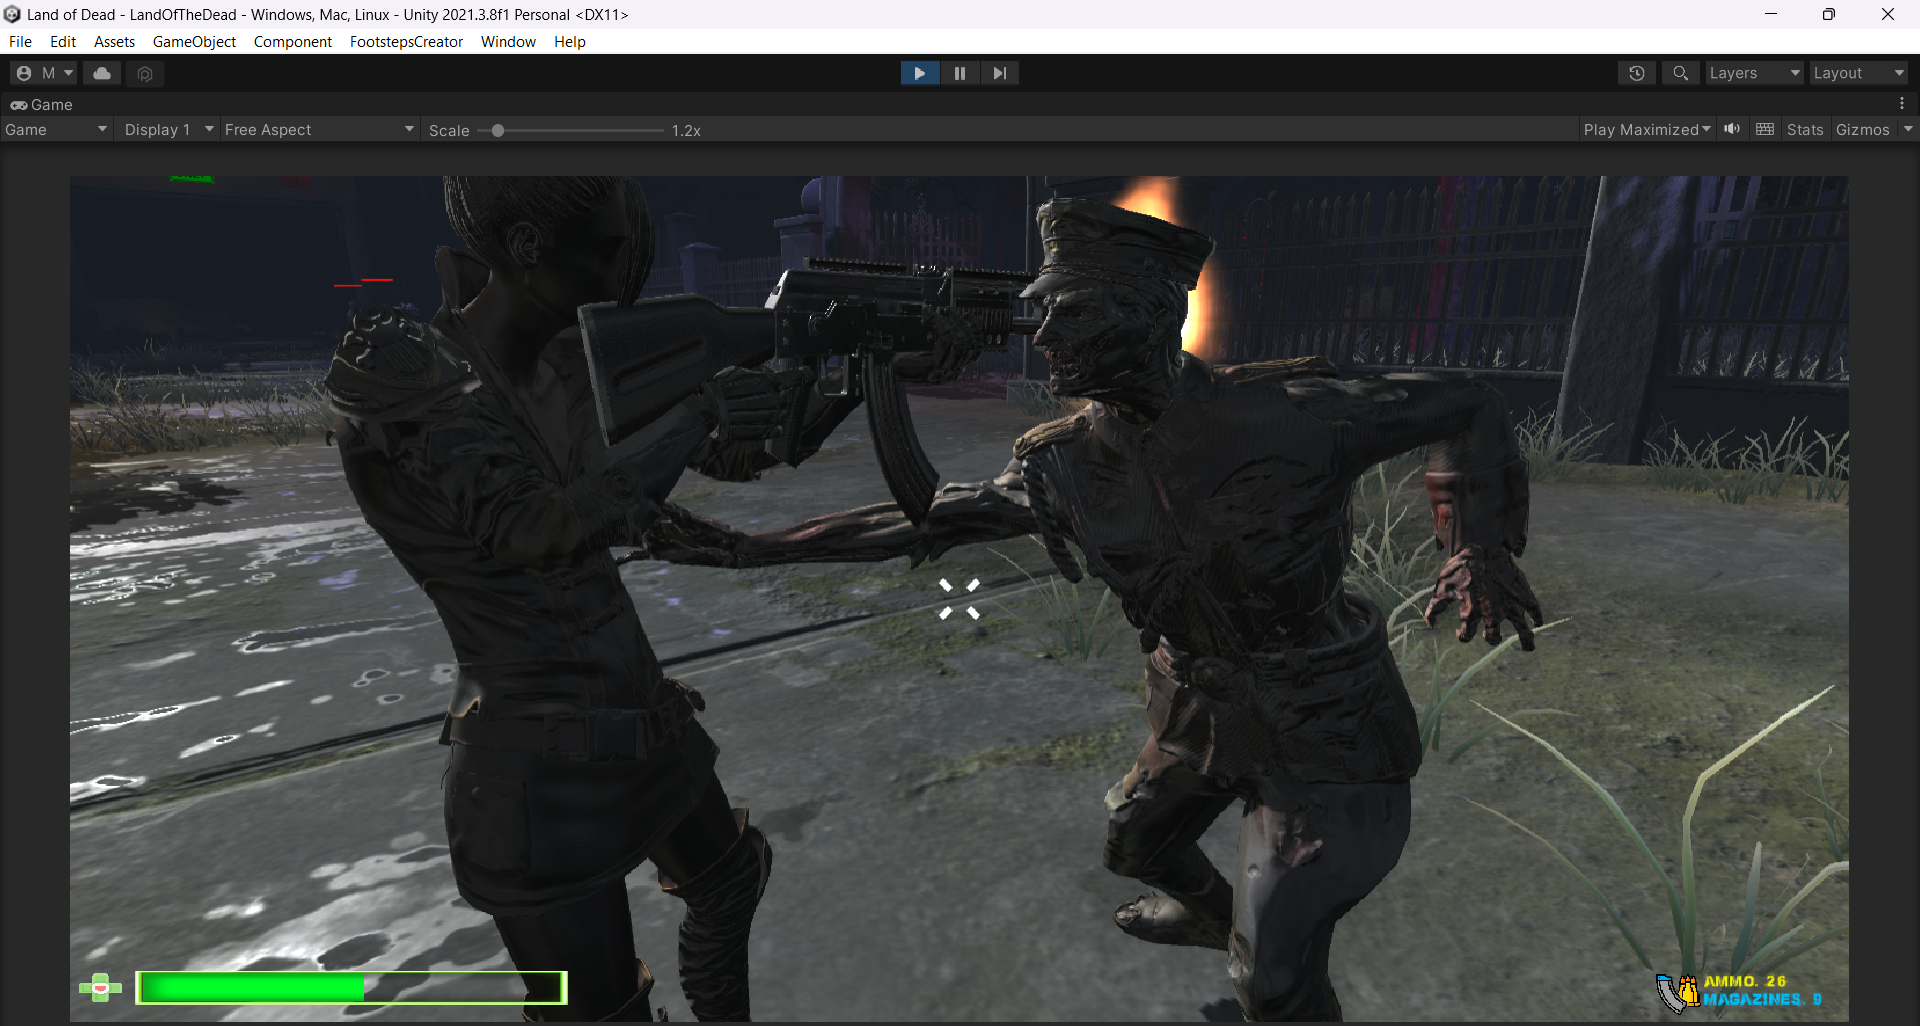 Land of Dead - LandOfTheDead - Windows, Mac, Linux - Unity 2021.3.8f1 Personal <DX11>
File Edit Assets GameObject Component FootstepsCreator Window Help
M Layers Layout
Game
Game Display 1 Free Aspect Scale 1.2x Play Maximized Stats Gizmos
AMMO. 26
MAGAZINES. 9